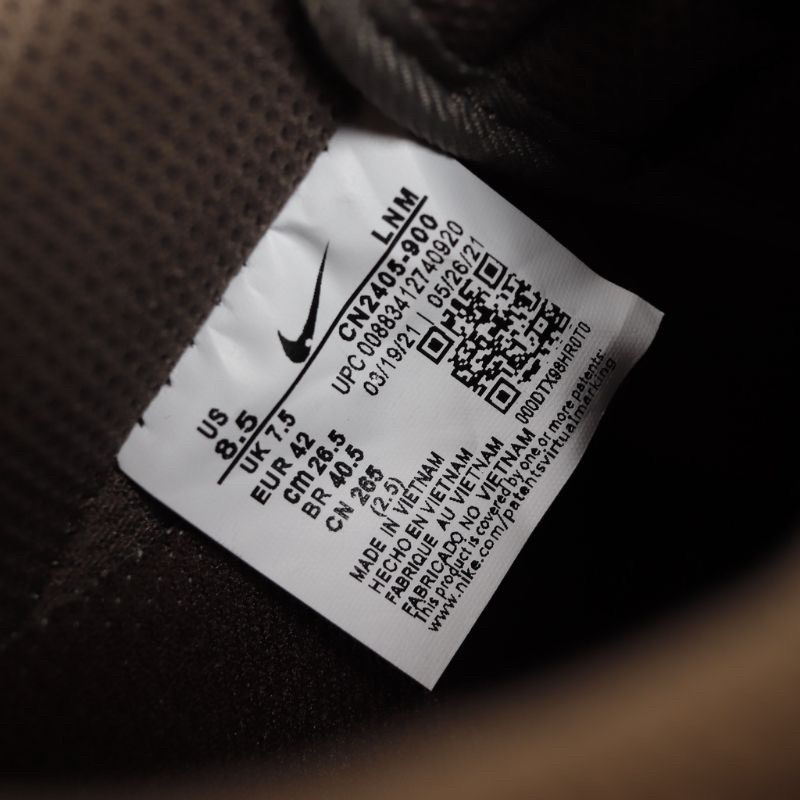 LNM
US
8.5
CN2405-900
UK 7.5
UPC 00883412740920
EUR 42
03/19/21 | 05/26/21
cm 26.5
BR 40.5
CN 265
(2.5)
000DTX98HR0T0
MADE IN VIETNAM
HECHO EN VIETNAM
FABRIQUE AU VIETNAM
FABRICADO NO VIETNAM
This product is covered by one or more patents:
www.nike.com/patentsvirtualmarking